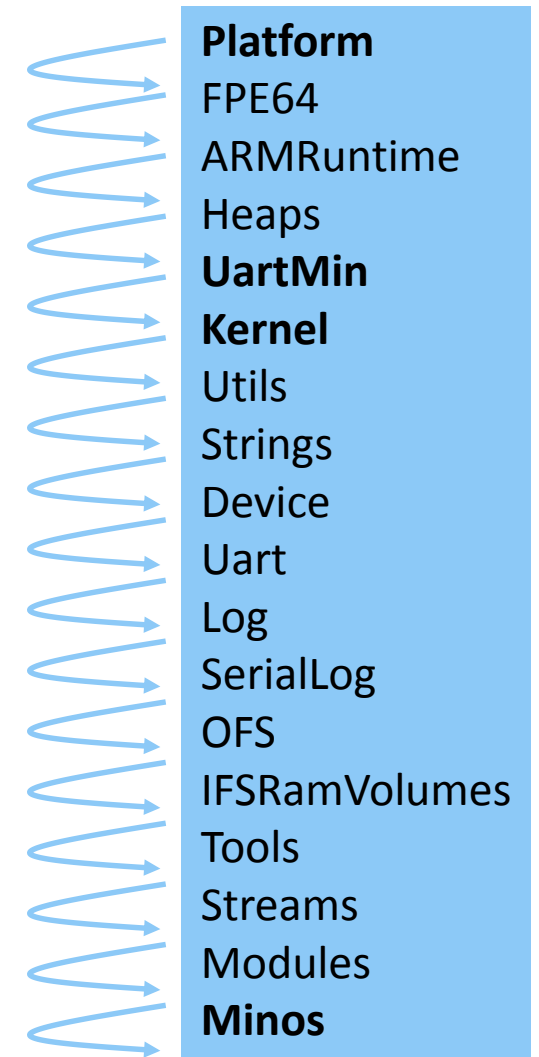 Platform
FPE64
ARMRuntime
Heaps
UartMin
Kernel
Utils
Strings
Device
Uart
Log
SerialLog
OFS
IFSRamVolumes
Tools
Streams
Modules
Minos